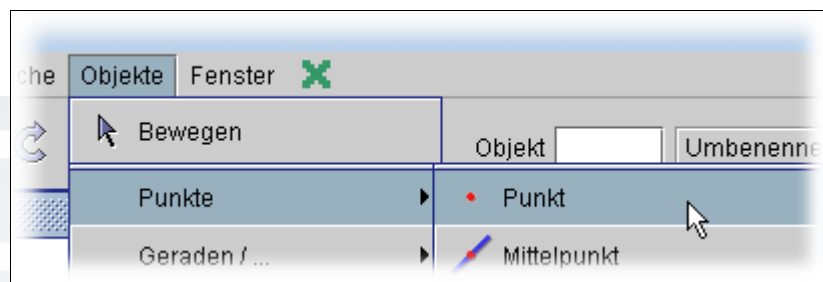 che Objekte Fenster
Bewegen
Objekt Umbenenne
Punkte Punkt
Geraden / ... Mittelpunkt